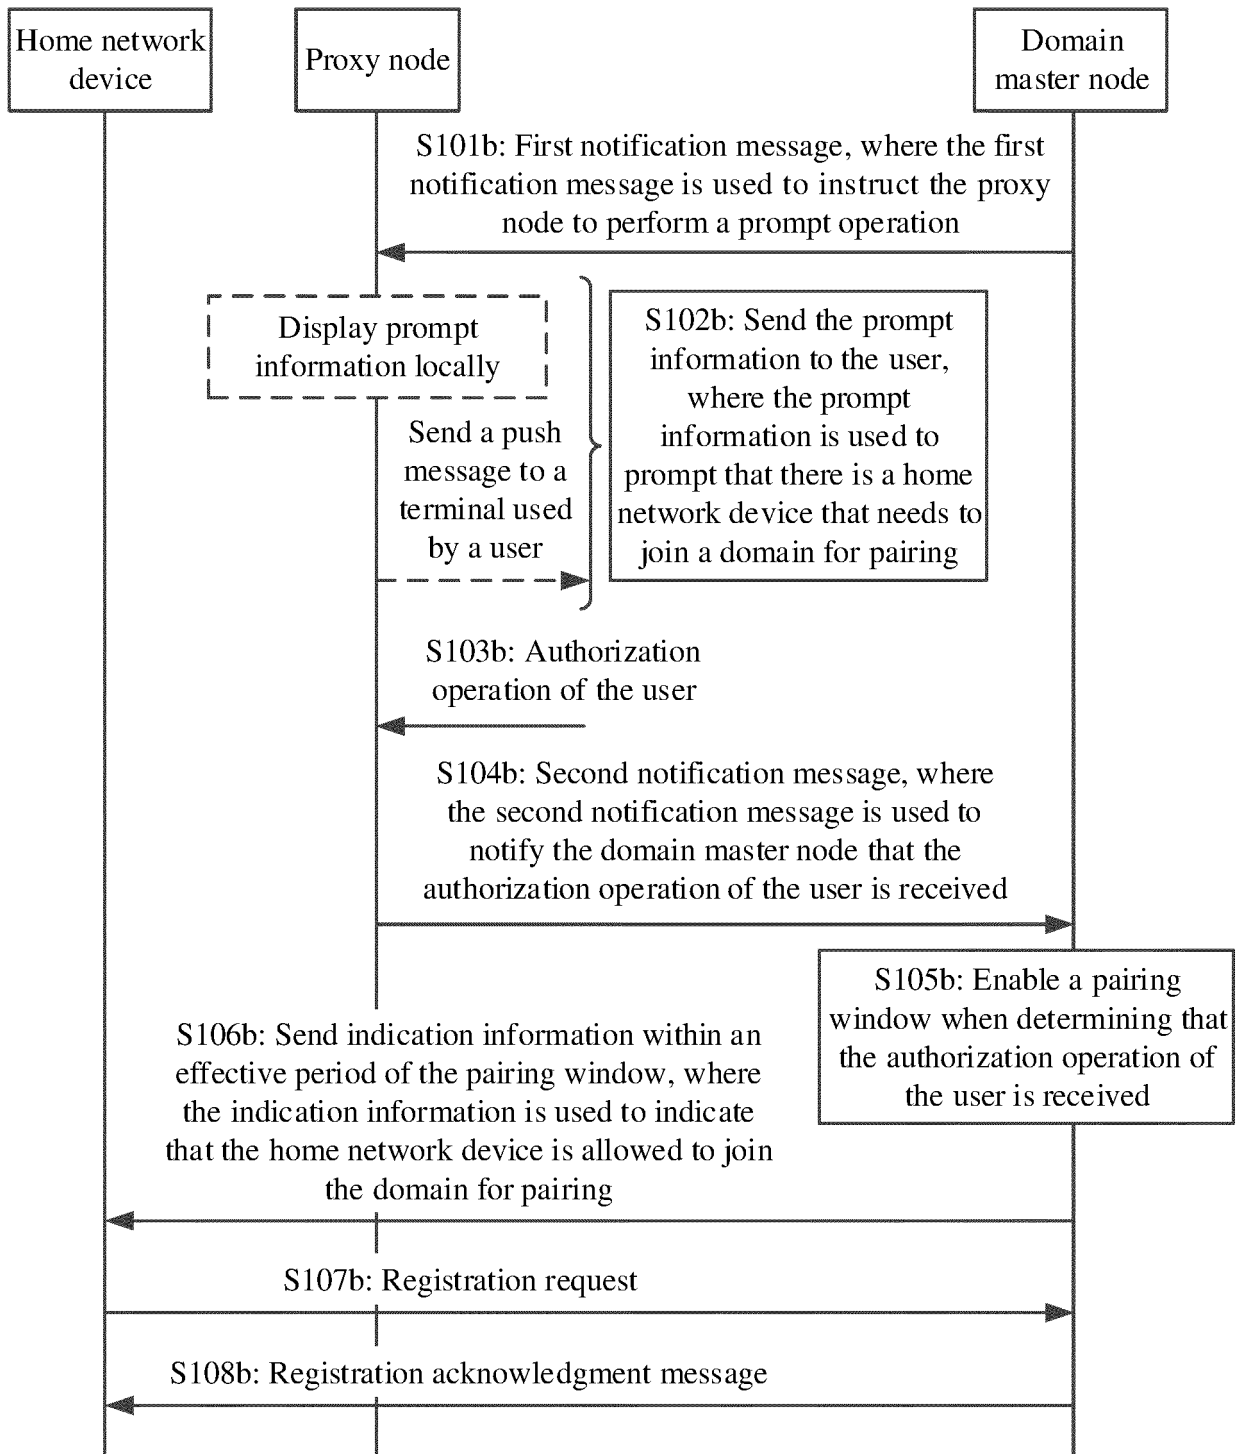 Home network
device
Proxy node
Domain
master node
S101b: First notification message, where the first
notification message is used to instruct the proxy
node to perform a prompt operation
Display prompt
information locally
Send a push
message to a
terminal used
by a user
S102b: Send the prompt
information to the user,
where the prompt
information is used to
prompt that there is a home
network device that needs to
join a domain for pairing
S103b: Authorization
operation of the user
S104b: Second notification message, where
the second notification message is used to
notify the domain master node that the
authorization operation of the user is received
S105b: Enable a pairing
window when determining that
the authorization operation of
the user is received
S106b: Send indication information within an
effective period of the pairing window, where
the indication information is used to indicate
that the home network device is allowed to join
the domain for pairing
S107b: Registration request
S108b: Registration acknowledgment message